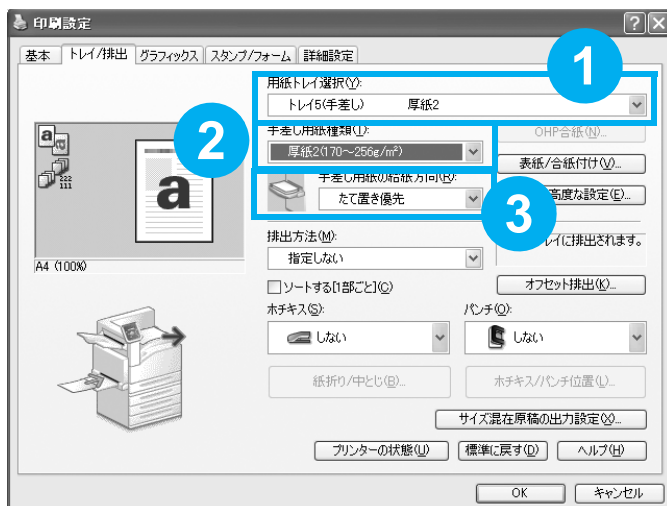 印刷設定
基本 トレイ/排出 グラフィックス スタンプ/フォーム 詳細設定
1
用紙トレイ選択(Y):
トレイ5(手差し) 厚紙2
2
手差し用紙種類(T):
厚紙2(170~256g/㎡)
OHP合紙(N)...
表紙/合紙付け(V)...
手差し用紙の給紙方向(R):
たて置き優先
高度な設定(E)...
3
a
a
222
111
a
A4 (100%)
排出方法(M):
指定しない
レイに排出されます。
ソートする[1部ごと](C)
オフセット排出(K)...
ホチキス(S):
しない
パンチ(O):
しない
紙折り/中とじ(B)...
ホチキス/パンチ位置(L)...
サイズ混在原稿の出力設定(X)...
プリンターの状態(U) 標準に戻す(D) ヘルプ(H)
OK キャンセル